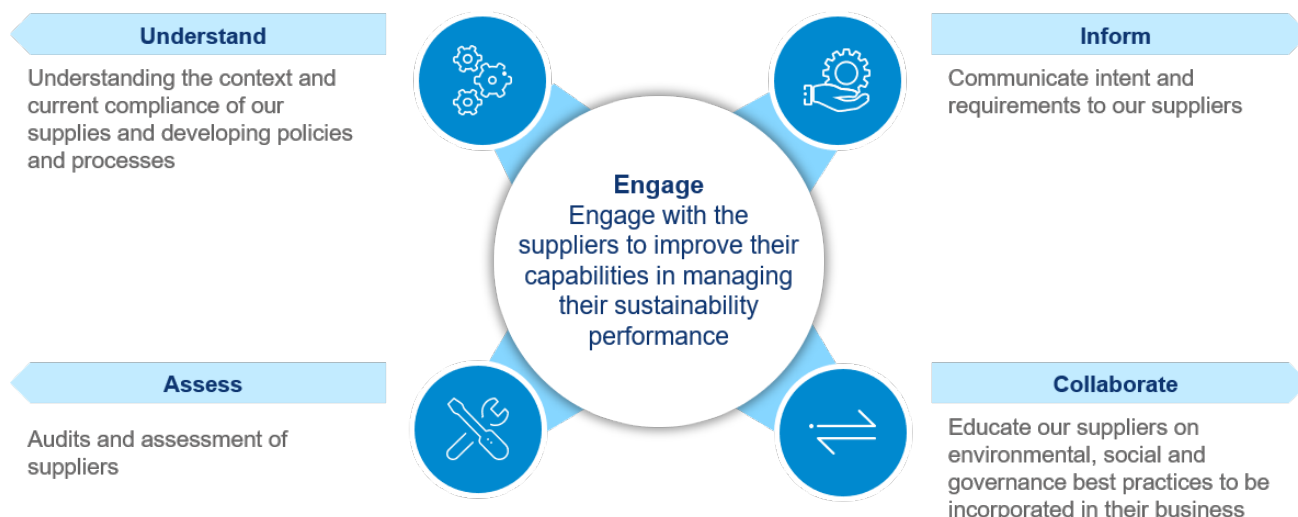 Understand
Understanding the context and
current compliance of our
supplies and developing policies
and processes
Inform
Communicate intent and
requirements to our suppliers
Engage
Engage with the
suppliers to improve their
capabilities in managing
their sustainability
performance
Assess
Audits and assessment of
suppliers
Collaborate
Educate our suppliers on
environmental, social and
governance best practices to be
incorporated in their business